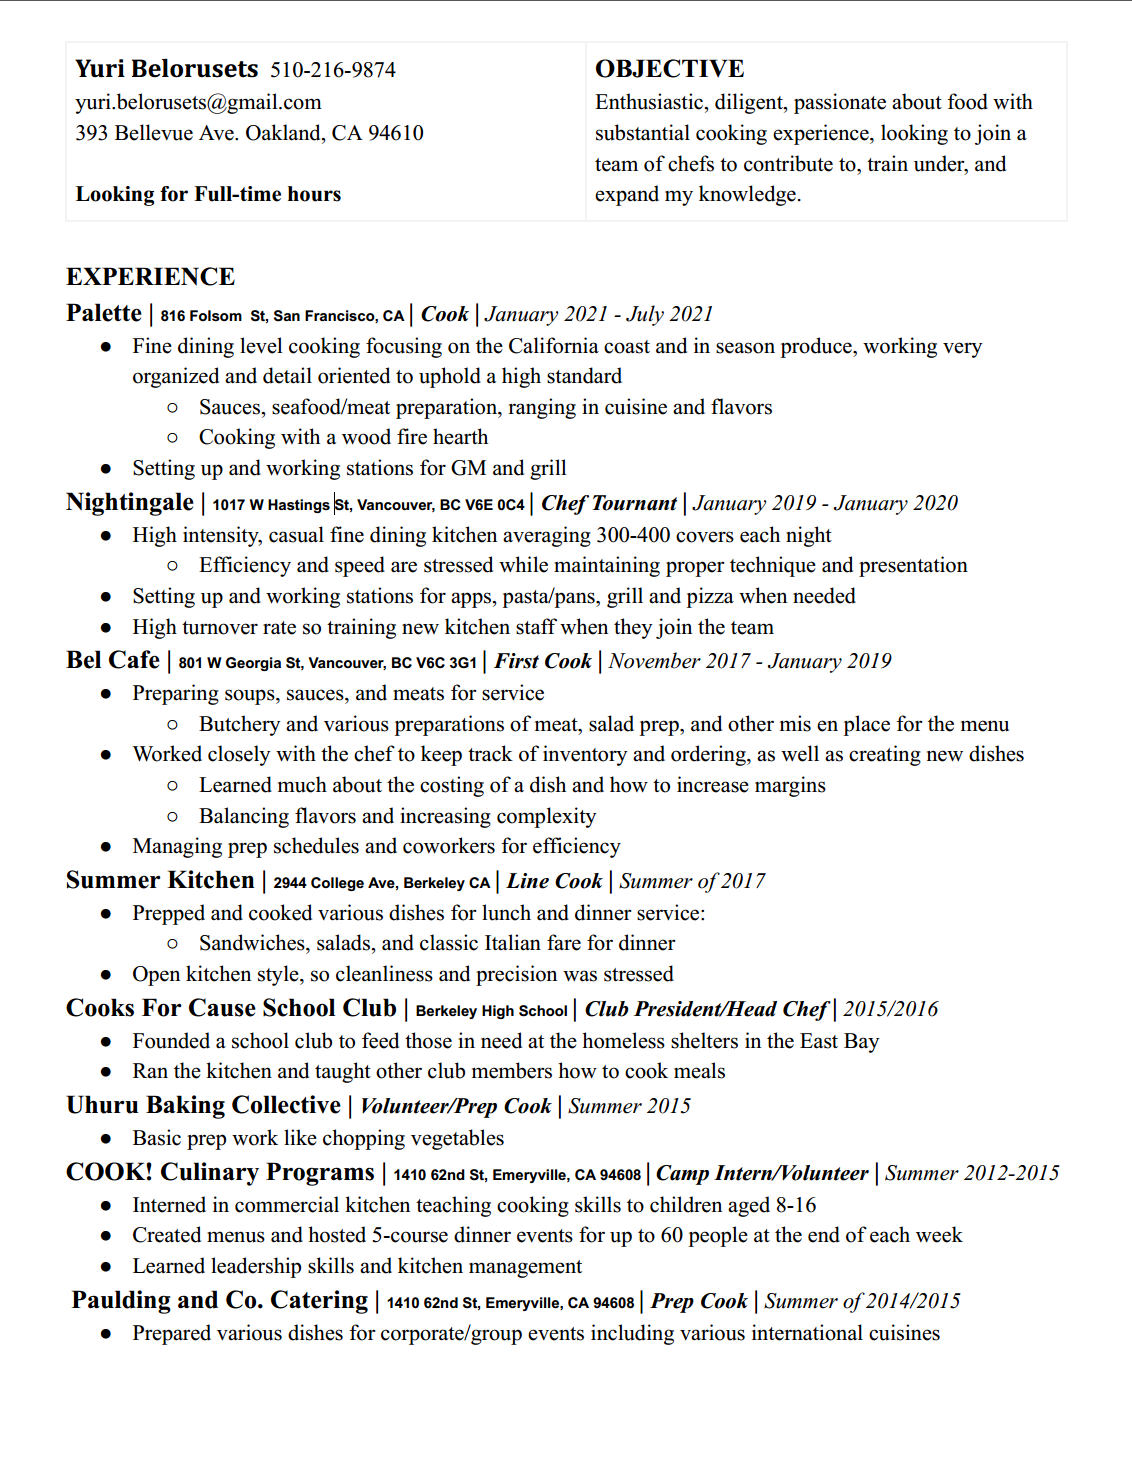 Yuri Belorusets 510-216-9874
yuri.belorusets@gmail.com
393 Bellevue Ave. Oakland, CA 94610
Looking for Full-time hours
OBJECTIVE
Enthusiastic, diligent, passionate about food with
substantial cooking experience, looking to join a
team of chefs to contribute to, train under, and
expand my knowledge.
EXPERIENCE
Palette | 816 Folsom St, San Francisco, CA | Cook | January 2021 - July 2021
● Fine dining level cooking focusing on the California coast and in season produce, working very
organized and detail oriented to uphold a high standard
○ Sauces, seafood/meat preparation, ranging in cuisine and flavors
○ Cooking with a wood fire hearth
● Setting up and working stations for GM and grill
Nightingale | 1017 W Hastings St, Vancouver, BC V6E 0C4 | Chef Tournant | January 2019 - January 2020
● High intensity, casual fine dining kitchen averaging 300-400 covers each night
○ Efficiency and speed are stressed while maintaining proper technique and presentation
● Setting up and working stations for apps, pasta/pans, grill and pizza when needed
● High turnover rate so training new kitchen staff when they join the team
Bel Cafe | 801 W Georgia St, Vancouver, BC V6C 3G1 | First Cook | November 2017 - January 2019
● Preparing soups, sauces, and meats for service
○ Butchery and various preparations of meat, salad prep, and other mis en place for the menu
● Worked closely with the chef to keep track of inventory and ordering, as well as creating new dishes
○ Learned much about the costing of a dish and how to increase margins
○ Balancing flavors and increasing complexity
● Managing prep schedules and coworkers for efficiency
Summer Kitchen | 2944 College Ave, Berkeley CA | Line Cook | Summer of 2017
● Prepped and cooked various dishes for lunch and dinner service:
○ Sandwiches, salads, and classic Italian fare for dinner
● Open kitchen style, so cleanliness and precision was stressed
Cooks For Cause School Club | Berkeley High School | Club President/Head Chef | 2015/2016
● Founded a school club to feed those in need at the homeless shelters in the East Bay
● Ran the kitchen and taught other club members how to cook meals
Uhuru Baking Collective | Volunteer/Prep Cook | Summer 2015
● Basic prep work like chopping vegetables
COOK! Culinary Programs | 1410 62nd St, Emeryville, CA 94608 | Camp Intern/Volunteer | Summer 2012-2015
● Interned in commercial kitchen teaching cooking skills to children aged 8-16
● Created menus and hosted 5-course dinner events for up to 60 people at the end of each week
● Learned leadership skills and kitchen management
Paulding and Co. Catering | 1410 62nd St, Emeryville, CA 94608 | Prep Cook | Summer of 2014/2015
● Prepared various dishes for corporate/group events including various international cuisines